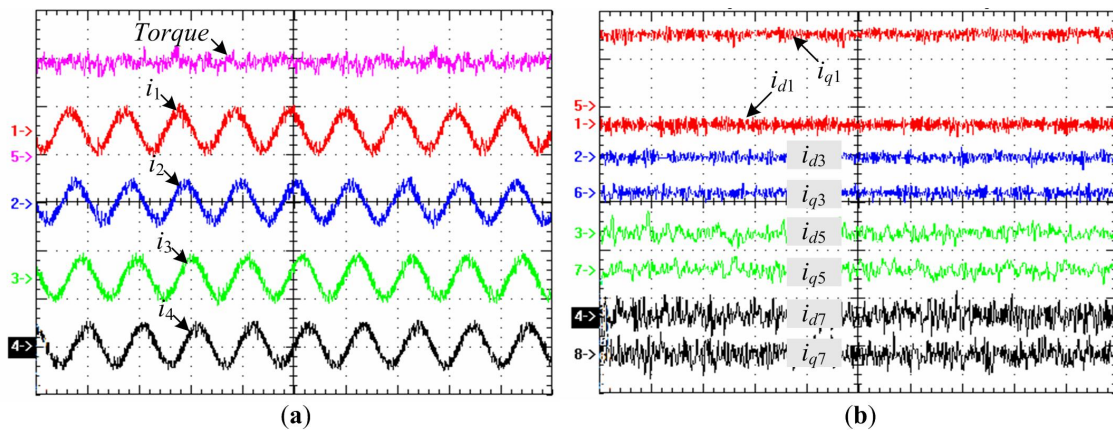 Torque
i1
1->
5->
i2
2->
i3
3->
i4
4->
(a)
iq1
5->
id1
1->
2->
id3
6->
iq3
3->
id5
7->
iq5
4->
id7
8->
iq7
(b)